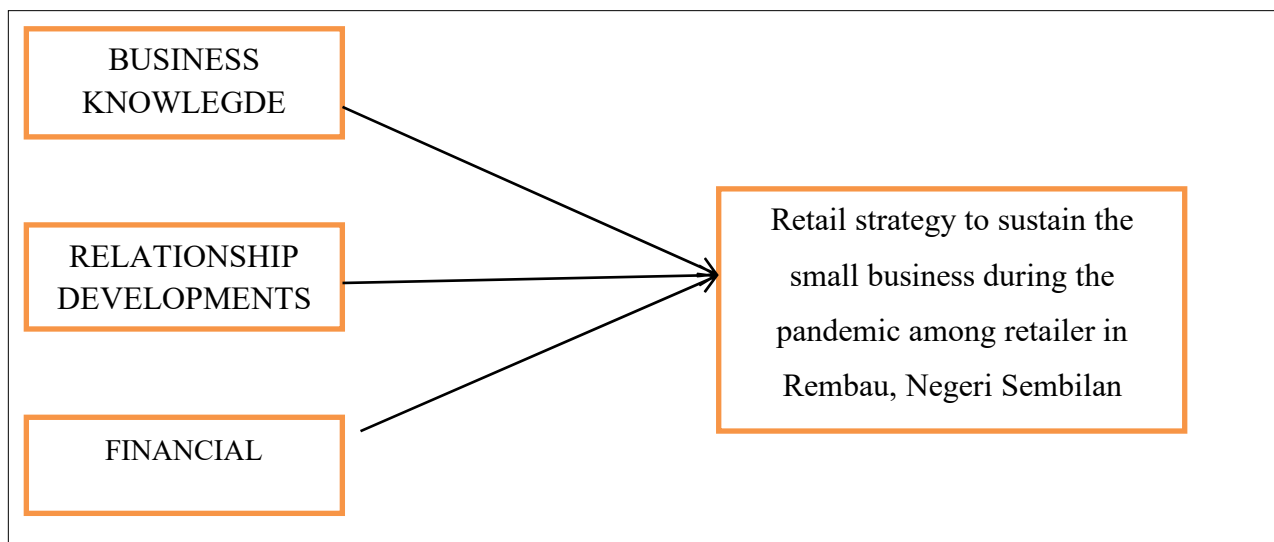 BUSINESS
KNOWLEGDE
RELATIONSHIP
DEVELOPMENTS
FINANCIAL
Retail strategy to sustain the
small business during the
pandemic among retailer in
Rembau, Negeri Sembilan